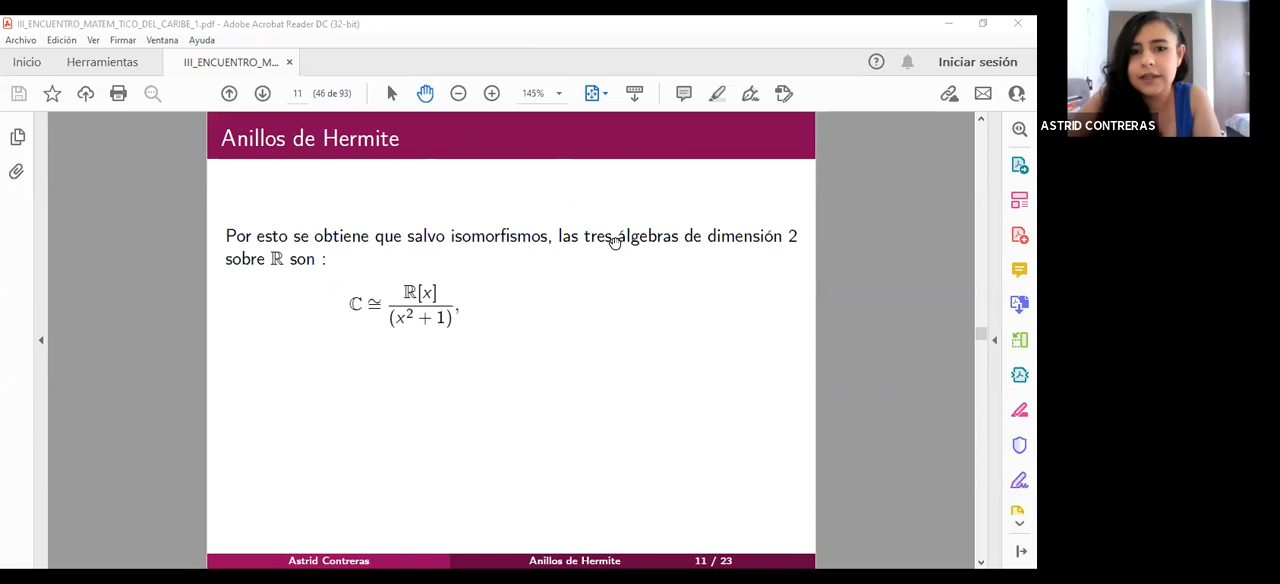 III_ENCUENTRO_MATEM_TICO_DEL_CARIBE_1.pdf - Adobe Acrobat Reader DC (32-bit)
Archivo Edición Ver Firmar Ventana Ayuda
Inicio Herramientas III_ENCUENTRO_M... × Iniciar sesión
11 (46 de 93) 145%
ASTRID CONTRERAS
Anillos de Hermite
Por esto se obtiene que salvo isomorfismos, las tres álgebras de dimensión 2
sobre ℝ son :
ℂ ≅ ℝ[x] / (x² + 1),
Astrid Contreras Anillos de Hermite 11 / 23